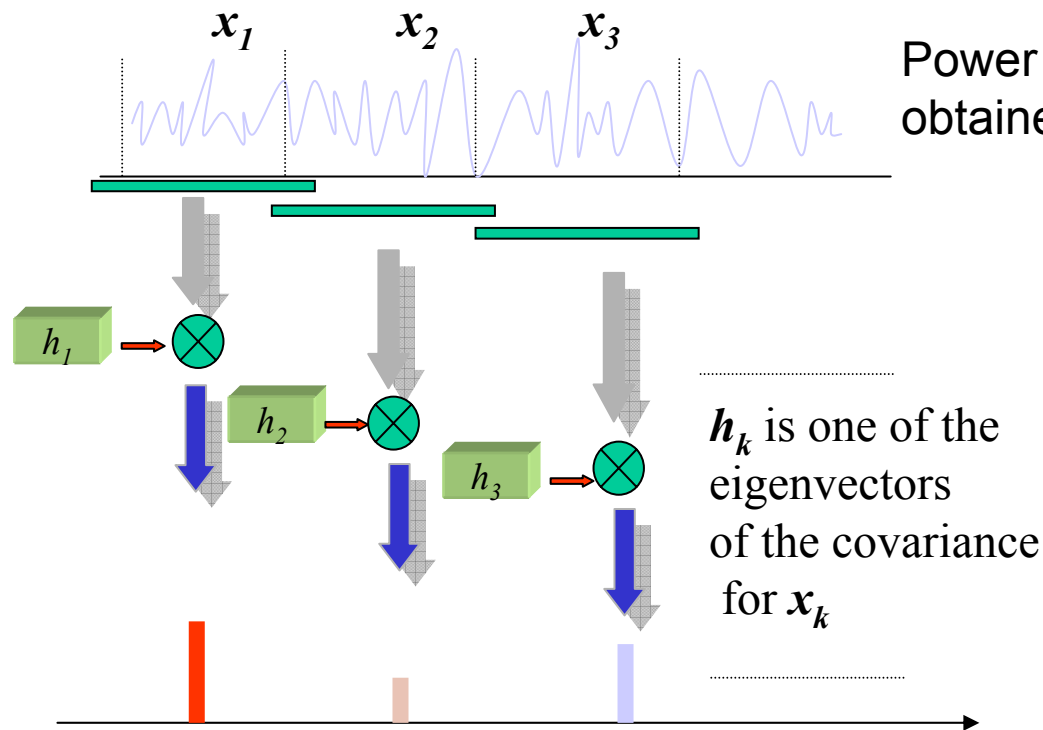 x1 x2 x3
Power
obtaine
h1
h2
h3
hk is one of the
eigenvectors
of the covariance
for xk